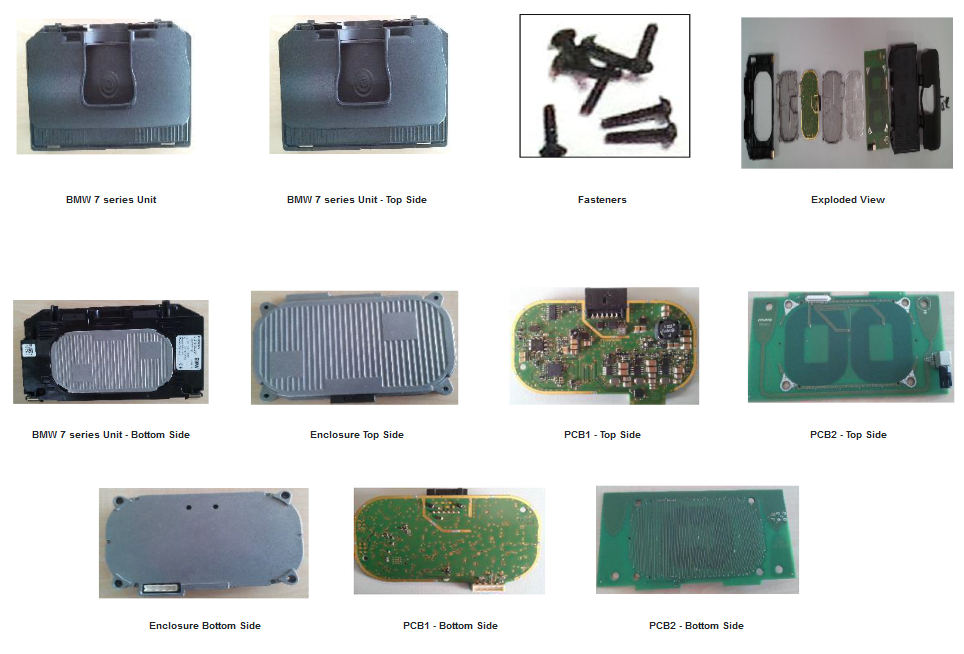 BMW 7 series Unit
BMW 7 series Unit - Top Side
Fasteners
Exploded View
BMW 7 series Unit - Bottom Side
Enclosure Top Side
PCB1 - Top Side
PCB2 - Top Side
Enclosure Bottom Side
PCB1 - Bottom Side
PCB2 - Bottom Side